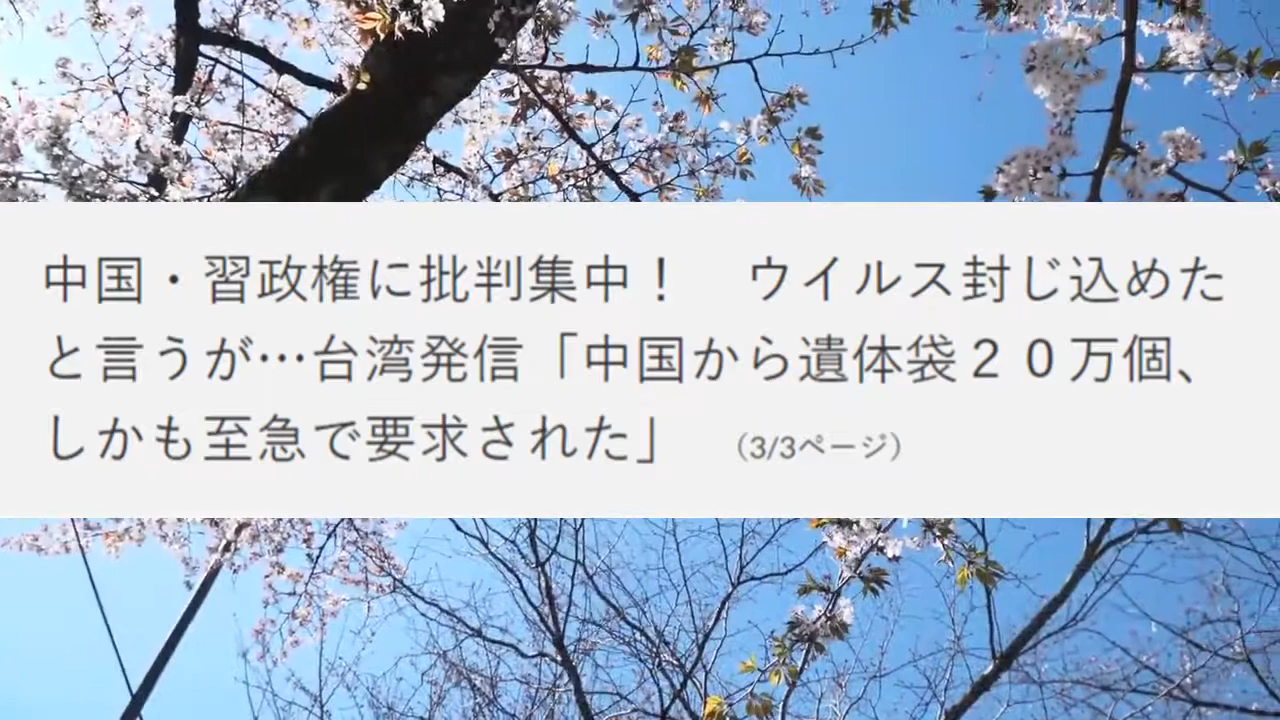 中国・習政権に批判集中！　ウイルス封じ込めた
と言うが…台湾発信「中国から遺体袋２０万個、
しかも至急で要求された」　（3/3ページ）